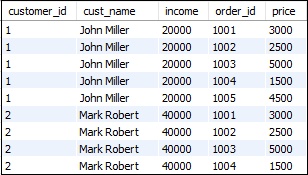 customer_id cust_name income order_id price
1 John Miller 20000 1001 3000
1 John Miller 20000 1002 2500
1 John Miller 20000 1003 5000
1 John Miller 20000 1004 1500
1 John Miller 20000 1005 4500
2 Mark Robert 40000 1001 3000
2 Mark Robert 40000 1002 2500
2 Mark Robert 40000 1003 5000
2 Mark Robert 40000 1004 1500